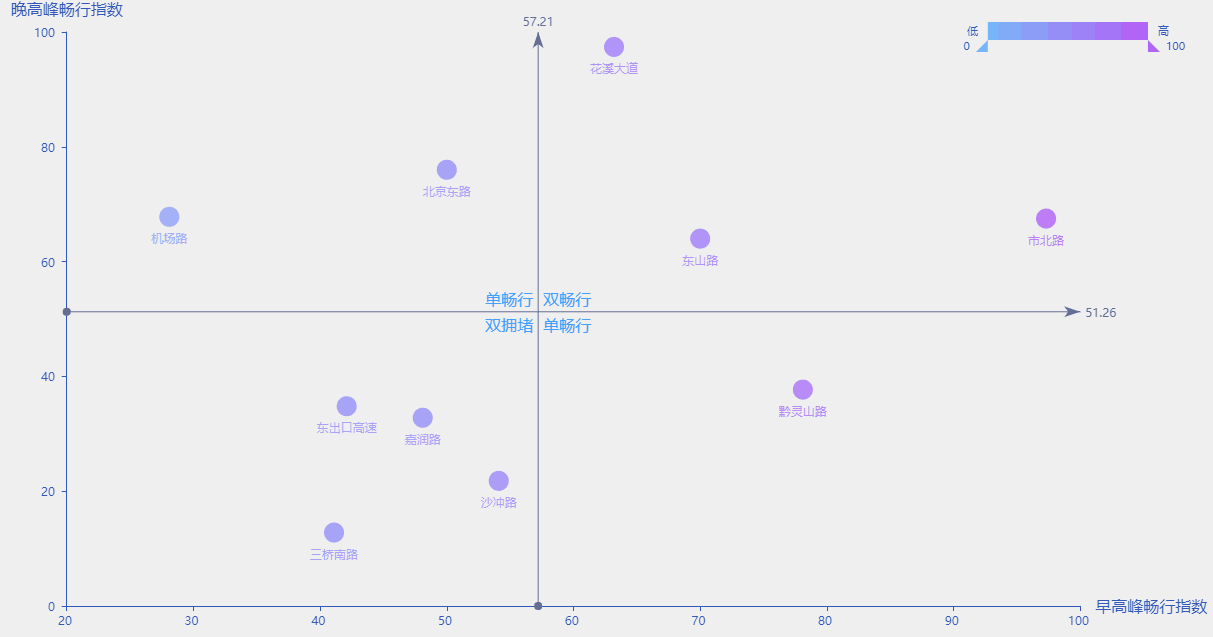 晚高峰畅行指数
57.21
低 高
0 100
100
花溪大道
80
北京东路
机场路
市北路
东山路
60
单畅行 双畅行
51.26
双拥堵 单畅行
40
黔灵山路
东出口高速
嘉润路
20
沙冲路
三桥南路
0
早高峰畅行指数
20 30 40 50 60 70 80 90 100